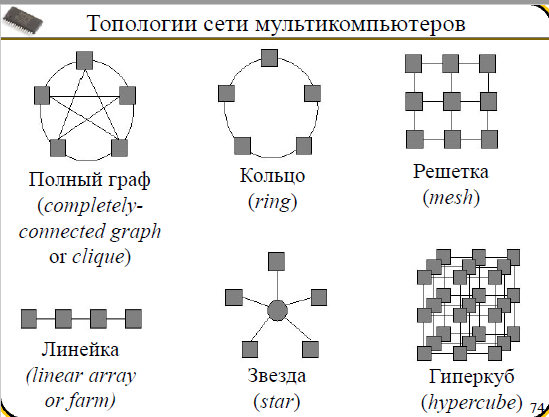 Топологии сети мультикомпьютеров
Полный граф
(completely-
connected graph
or clique)
Кольцо
(ring)
Решетка
(mesh)
Линейка
(linear array
or farm)
Звезда
(star)
Гиперкуб
(hypercube)
74